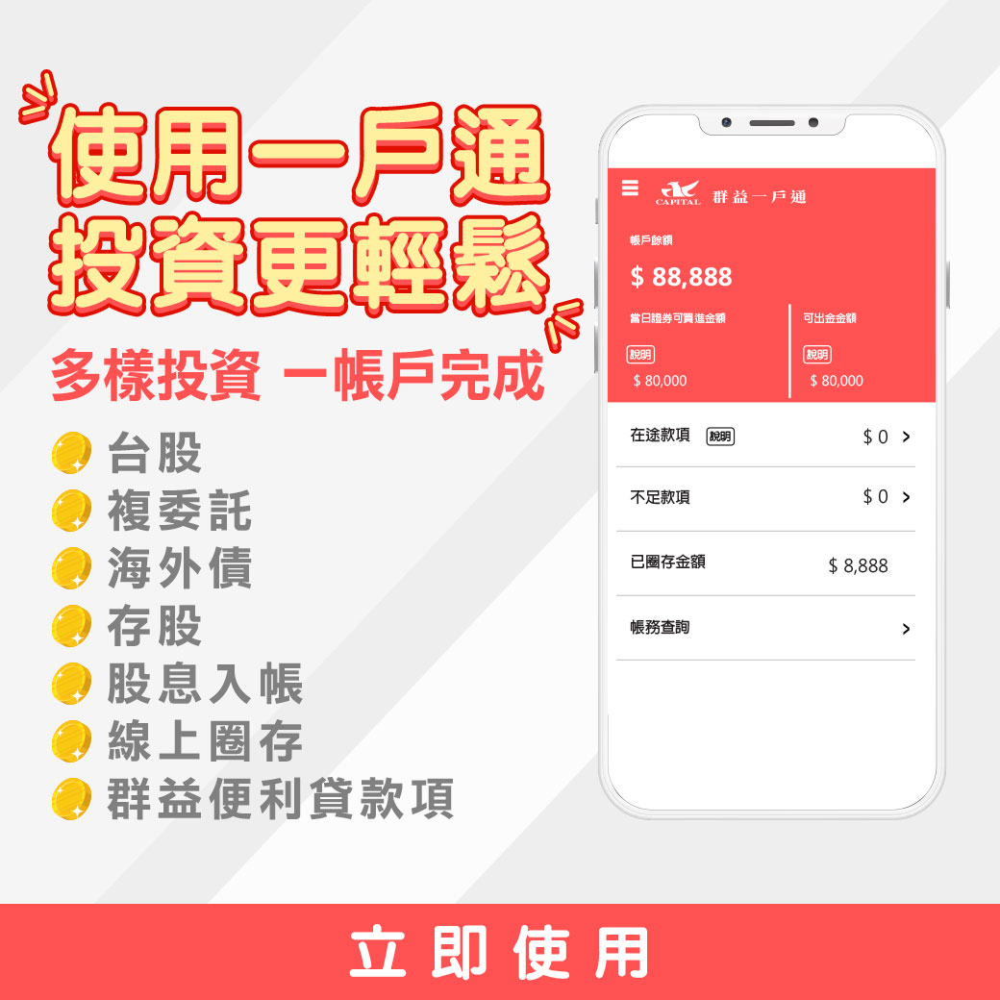 使用一戶通
投資更輕鬆
多樣投資 一帳戶完成
台股
複委託
海外債
存股
股息入帳
線上圈存
群益便利貸款項
CAPITAL 群益一戶通
帳戶餘額
$ 88,888
當日證券可買進金額 可出金金額
說明 說明
$ 80,000 $ 80,000
在途款項 說明 $ 0 >
不足款項 $ 0 >
已圈存金額 $ 8,888
帳務查詢 >
立即使用